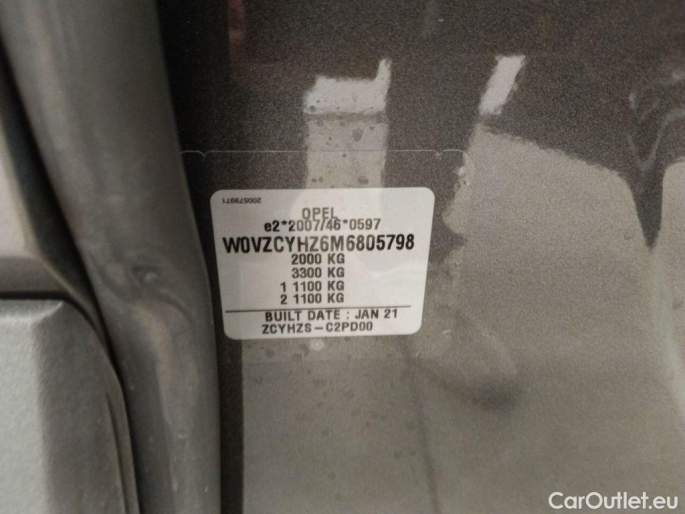 200579971
OPEL
e2*2007/46*0597
W0VZCYHZ6M6805798
2000 KG
3300 KG
1 1100 KG
2 1100 KG
BUILT DATE : JAN 21
ZCYHZS-C2PD00
CarOutlet.eu